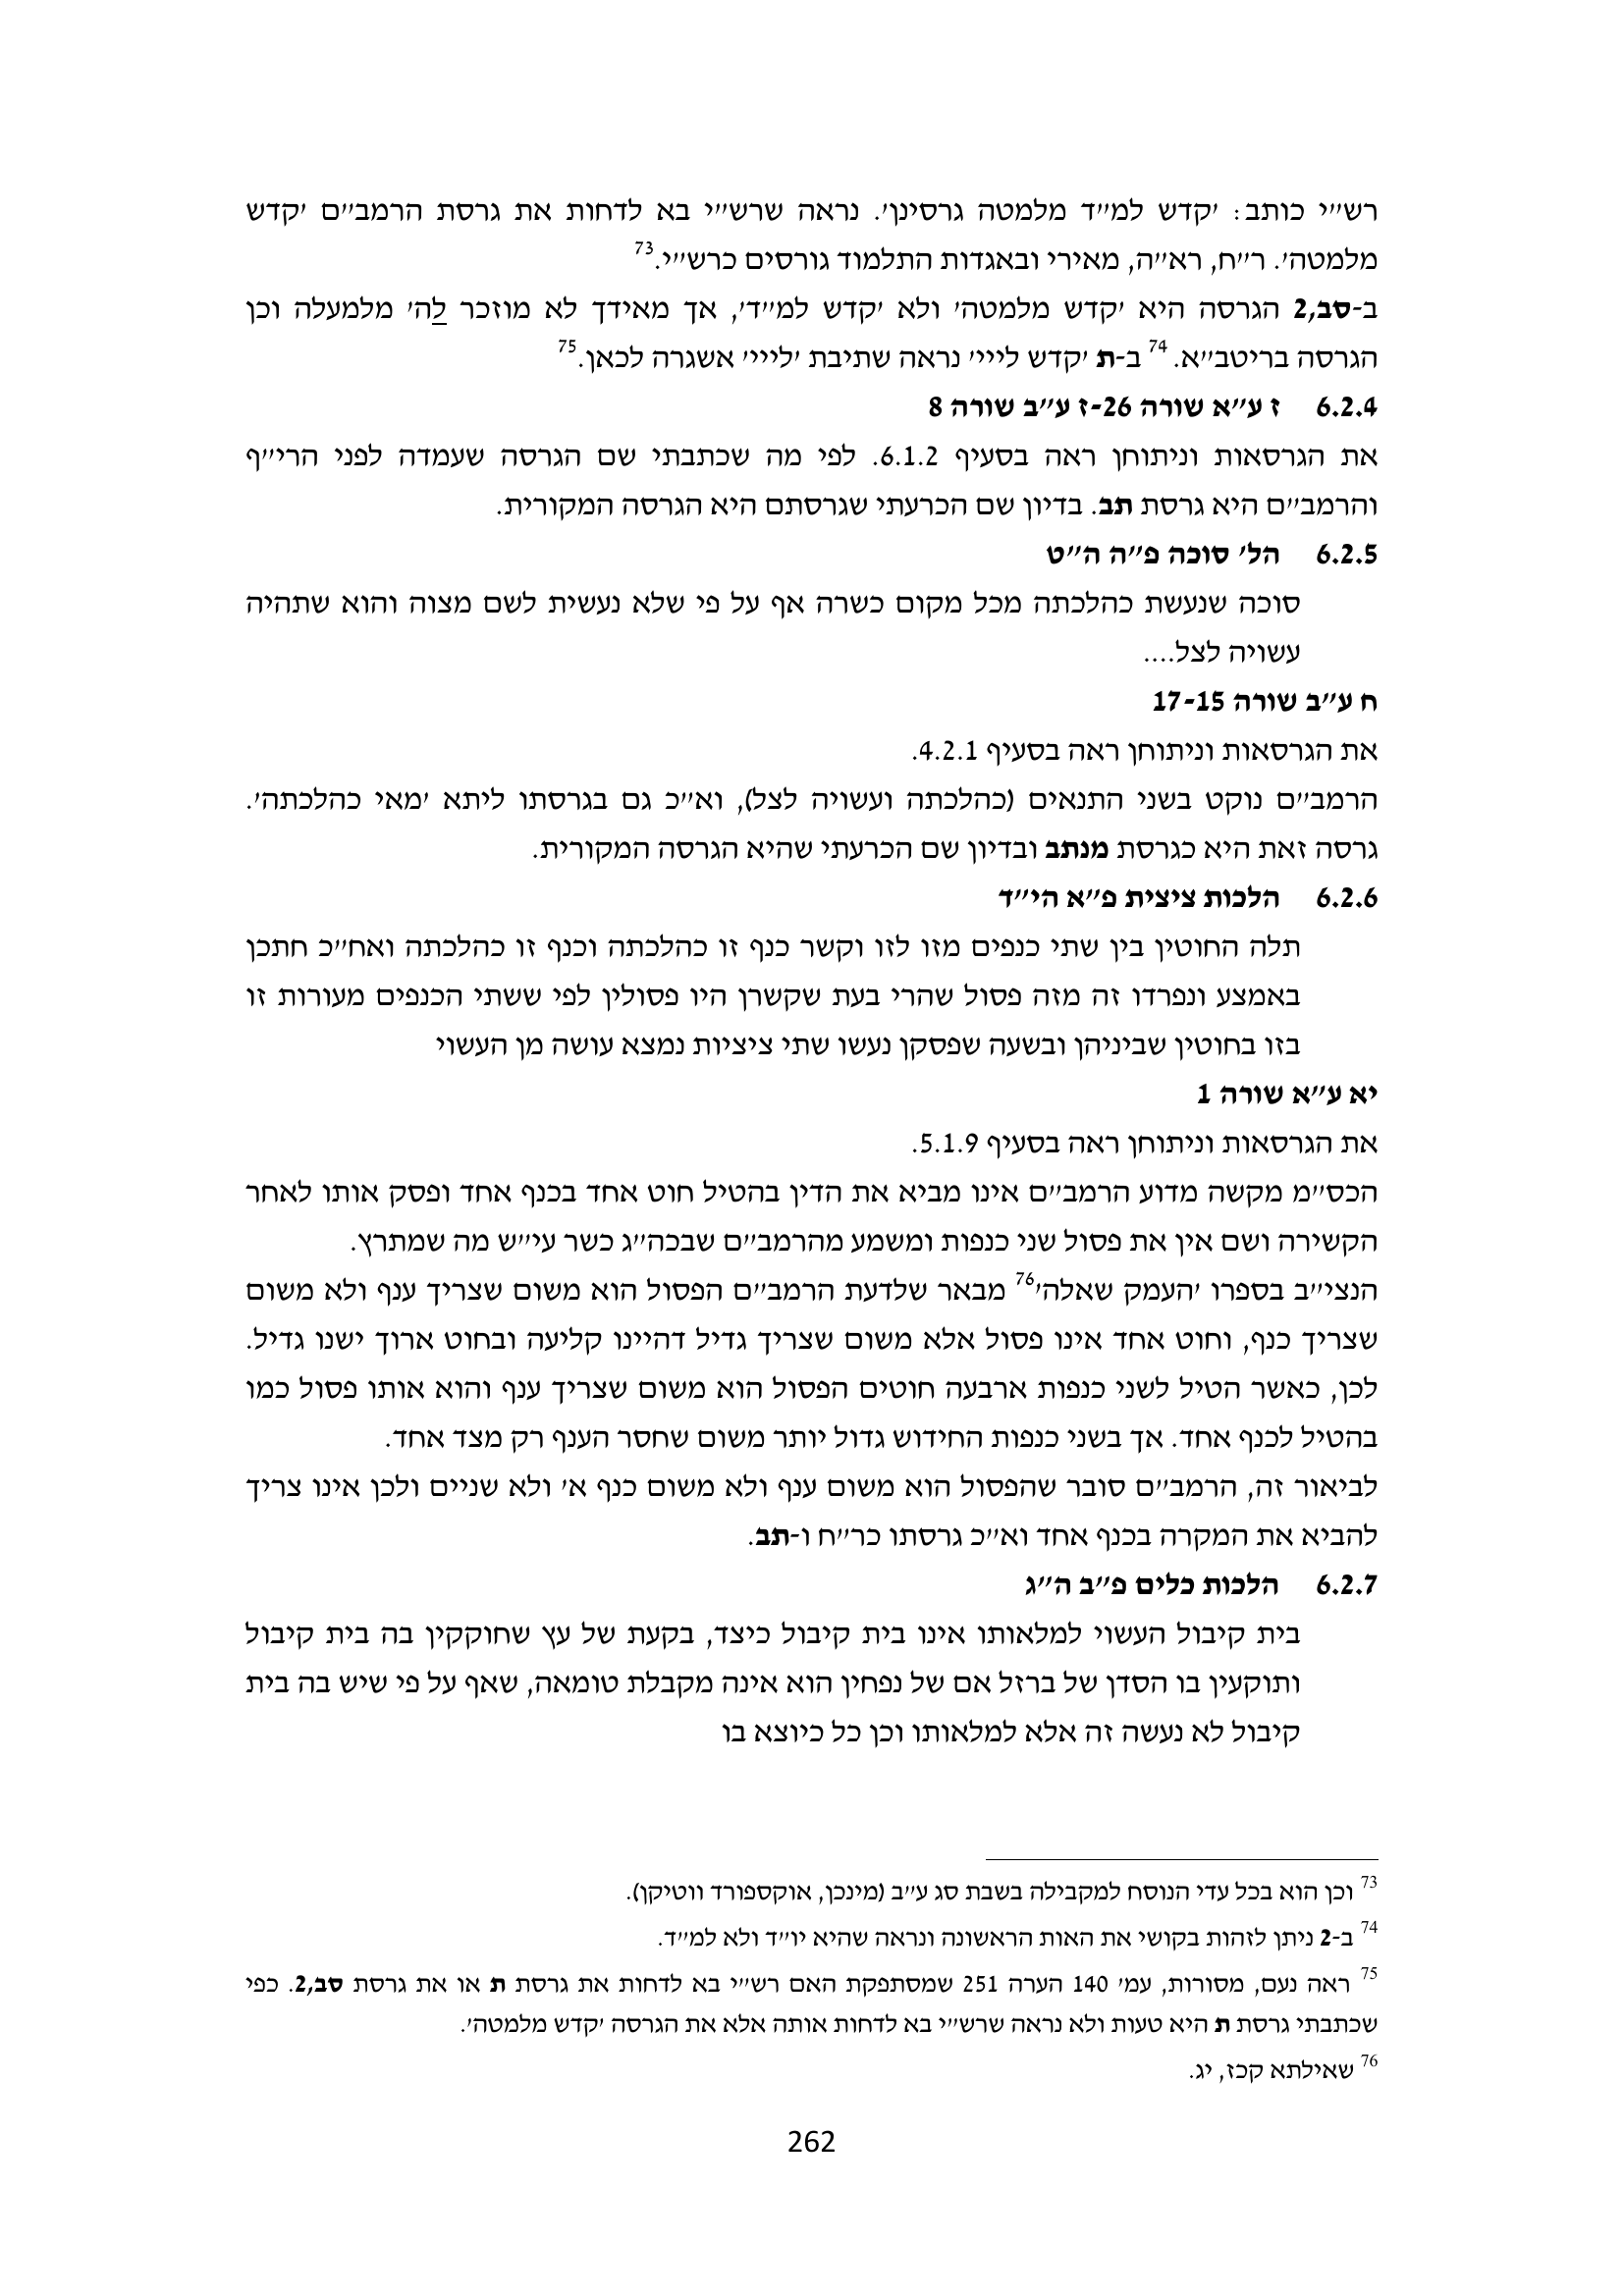 רש״י כותב: ׳קדש למ״ד מלמטה גרסינן׳. נראה שרש״י בא לדחות את גרסת הרמב״ם ׳קדש
מלמטה׳. ר״ח, רא״ה, מאירי ובאגדות התלמוד גורסים כרש״י.73
ב-סב,2 הגרסה היא ׳קדש מלמטה׳ ולא ׳קדש למ״ד׳, אך מאידך לא מוזכר לה׳ מלמעלה וכן
הגרסה בריטב״א. 74 ב-ת ׳קדש לייי׳ נראה שתיבת ׳לייי׳ אשגרה לכאן.75
6.2.4 ז ע״א שורה 26-ז ע״ב שורה 8
את הגרסאות וניתוחן ראה בסעיף 6.1.2. לפי מה שכתבתי שם הגרסה שעמדה לפני הרי״ף
והרמב״ם היא גרסת תב. בדיון שם הכרעתי שגרסתם היא הגרסה המקורית.
6.2.5 הל׳ סוכה פ״ה ה״ט
סוכה שנעשת כהלכתה מכל מקום כשרה אף על פי שלא נעשית לשם מצוה והוא שתהיה
עשויה לצל....
ח ע״ב שורה 17-15
את הגרסאות וניתוחן ראה בסעיף 4.2.1.
הרמב״ם נוקט בשני התנאים (כהלכתה ועשויה לצל), וא״כ גם בגרסתו ליתא ׳מאי כהלכתה׳.
גרסה זאת היא כגרסת מנתב ובדיון שם הכרעתי שהיא הגרסה המקורית.
6.2.6 הלכות ציצית פ״א הי״ד
תלה החוטין בין שתי כנפים מזו לזו וקשר כנף זו כהלכתה וכנף זו כהלכתה ואח״כ חתכן
באמצע ונפרדו זה מזה פסול שהרי בעת שקשרן היו פסולין לפי ששתי הכנפים מעורות זו
בזו בחוטין שביניהן ובשעה שפסקן נעשו שתי ציציות נמצא עושה מן העשוי
יא ע״א שורה 1
את הגרסאות וניתוחן ראה בסעיף 5.1.9.
הכס״מ מקשה מדוע הרמב״ם אינו מביא את הדין בהטיל חוט אחד בכנף אחד ופסק אותו לאחר
הקשירה ושם אין את פסול שני כנפות ומשמע מהרמב״ם שבכה״ג כשר עי״ש מה שמתרץ.
הנצי״ב בספרו ׳העמק שאלה׳76 מבאר שלדעת הרמב״ם הפסול הוא משום שצריך ענף ולא משום
שצריך כנף, וחוט אחד אינו פסול אלא משום שצריך גדיל דהיינו קליעה ובחוט ארוך ישנו גדיל.
לכן, כאשר הטיל לשני כנפות ארבעה חוטים הפסול הוא משום שצריך ענף והוא אותו פסול כמו
בהטיל לכנף אחד. אך בשני כנפות החידוש גדול יותר משום שחסר הענף רק מצד אחד.
לביאור זה, הרמב״ם סובר שהפסול הוא משום ענף ולא משום כנף א׳ ולא שניים ולכן אינו צריך
להביא את המקרה בכנף אחד וא״כ גרסתו כר״ח ו-תב.
6.2.7 הלכות כלים פ״ב ה״ג
בית קיבול העשוי למלאותו אינו בית קיבול כיצד, בקעת של עץ שחוקקין בה בית קיבול
ותוקעין בו הסדן של ברזל אם של נפחין הוא אינה מקבלת טומאה, שאף על פי שיש בה בית
קיבול לא נעשה זה אלא למלאותו וכן כל כיוצא בו
73 וכן הוא בכל עדי הנוסח למקבילה בשבת סג ע״ב (מינכן, אוקספורד ווטיקן).
74 ב-2 ניתן לזהות בקושי את האות הראשונה ונראה שהיא יו״ד ולא למ״ד.
75 ראה נעם, מסורות, עמ׳ 140 הערה 251 שמסתפקת האם רש״י בא לדחות את גרסת ת או את גרסת סב,2. כפי
שכתבתי גרסת ת היא טעות ולא נראה שרש״י בא לדחות אותה אלא את הגרסה ׳קדש מלמטה׳.
76 שאילתא קכז, יג.
262